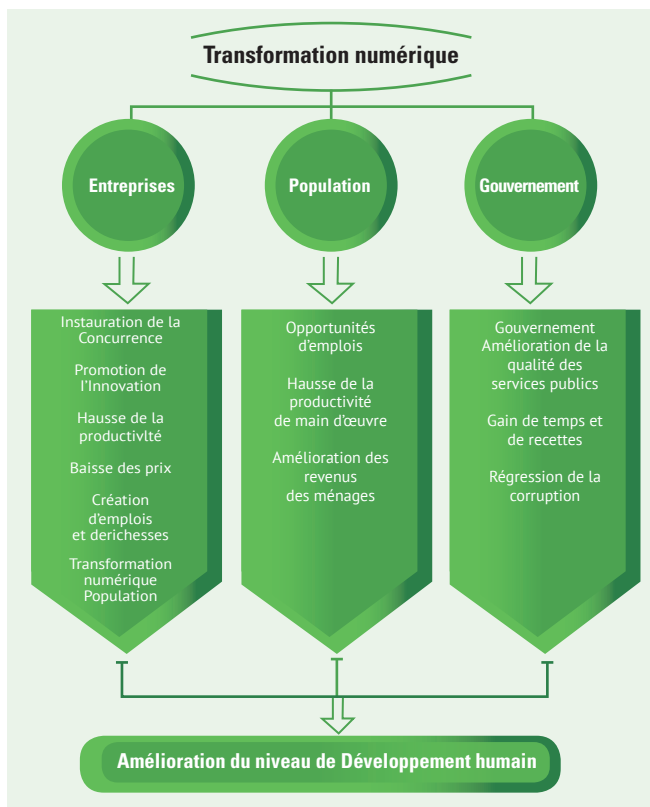 Transformation numérique
Entreprises
Population
Gouvernement
Instauration de la
Concurrence
Promotion de
l'Innovation
Hausse de la
productivlté
Baisse des prix
Création
d'emplois
et derichesses
Transformation
numérique
Population
Opportunités
d'emplois
Hausse de la
productivité
de main d'œuvre
Amélioration des
revenus
des ménages
Gouvernement
Amélioration de la
qualité des
services publics
Gain de temps et
de recettes
Régression de la
corruption
Amélioration du niveau de Développement humain